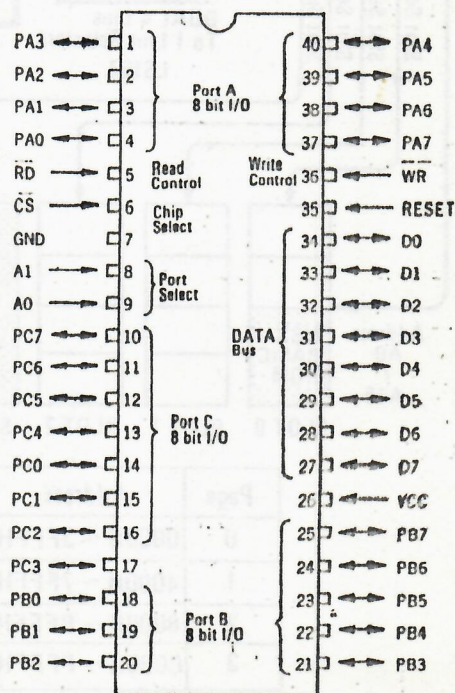 PA3 1 40 PA4
PA2 2 39 PA5
PA1 3 Port A 8 bit I/O 38 PA6
PA0 4 37 PA7
RD 5 Read Control Write Control 36 WR
CS 6 Chip Select 35 RESET
GND 7 34 D0
A1 8 Port Select 33 D1
A0 9 32 D2
PC7 10 DATA Bus 31 D3
PC6 11 30 D4
PC5 12 29 D5
PC4 13 Port C 8 bit I/O 28 D6
PC0 14 27 D7
PC1 15 26 VCC
PC2 16 25 PB7
PC3 17 24 PB6
PB0 18 23 PB5
PB1 19 Port B 8 bit I/O 22 PB4
PB2 20 21 PB3